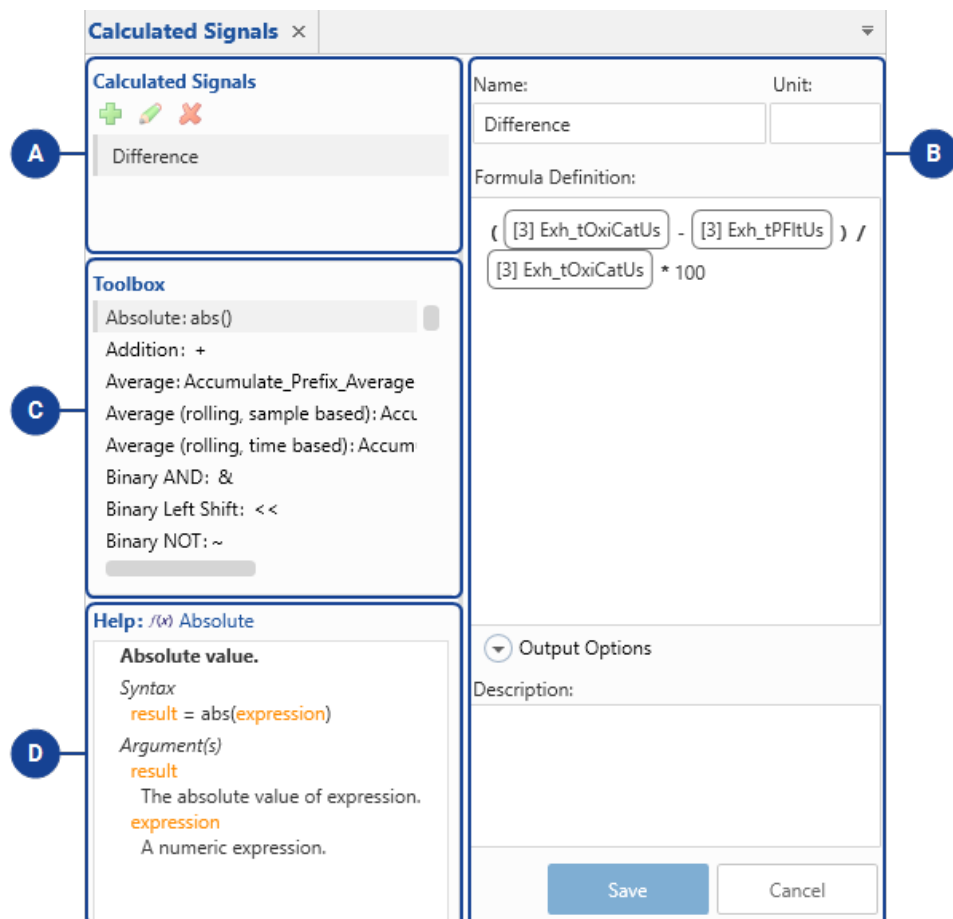 Calculated Signals ×
A
Calculated Signals
Difference
C
Toolbox
Absolute: abs()
Addition: +
Average: Accumulate_Prefix_Average
Average (rolling, sample based): Accu
Average (rolling, time based): Accum
Binary AND: &
Binary Left Shift: <<
Binary NOT: ~
D
Help: f(x) Absolute
Absolute value.
Syntax
result = abs(expression)
Argument(s)
result
The absolute value of expression.
expression
A numeric expression.
B
Name: Unit:
Difference
Formula Definition:
( [3] Exh_tOxiCatUs - [3] Exh_tPFltUs ) /
[3] Exh_tOxiCatUs * 100
Output Options
Description:
Save Cancel